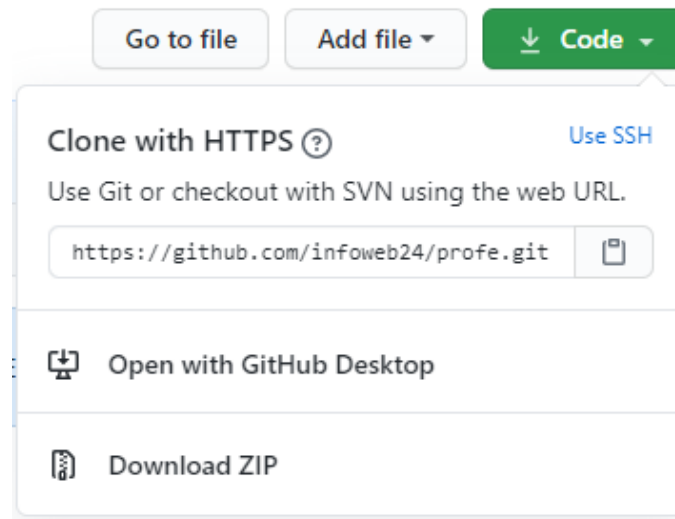 Go to file
Add file
Code
Clone with HTTPS
Use SSH
Use Git or checkout with SVN using the web URL.
https://github.com/infoweb24/profe.git
Open with GitHub Desktop
Download ZIP